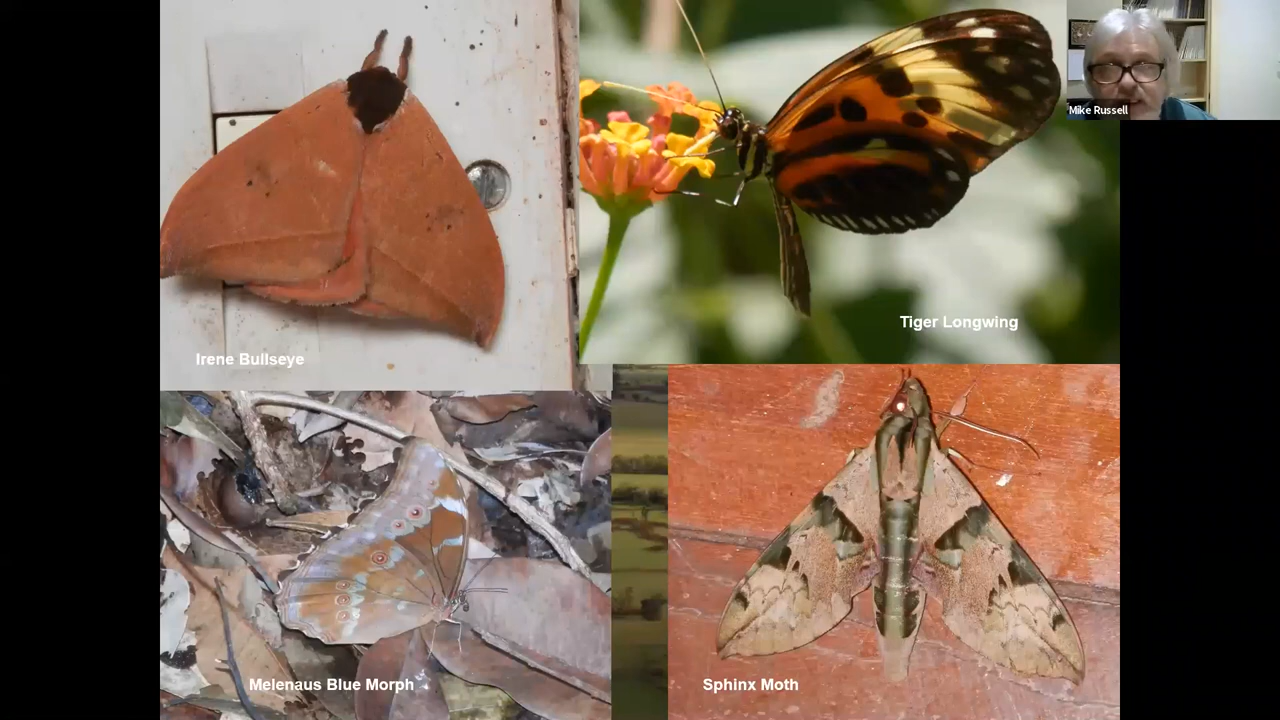 Mike Russell
Tiger Longwing
Irene Bullseye
Melenaus Blue Morph
Sphinx Moth